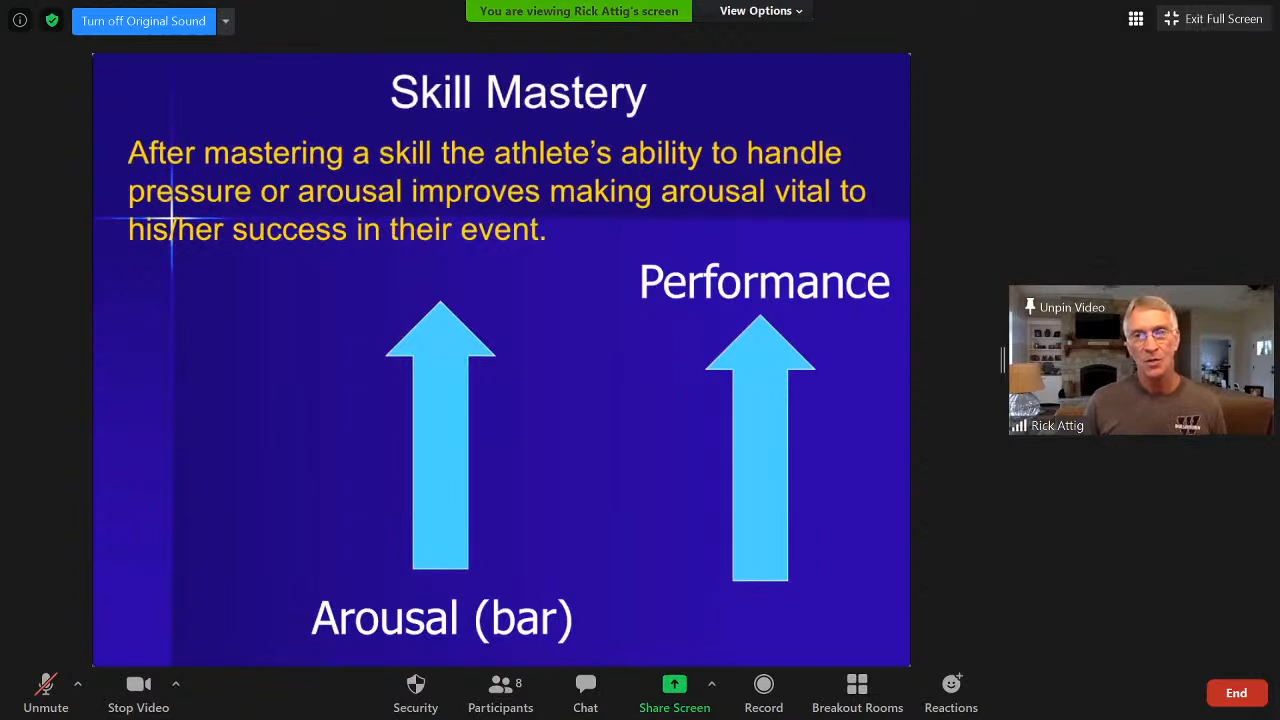 Turn off Original Sound
You are viewing Rick Attig's screen
View Options
Exit Full Screen
Skill Mastery
After mastering a skill the athlete's ability to handle
pressure or arousal improves making arousal vital to
his/her success in their event.
Performance
Arousal (bar)
Unpin Video
W
Rick Attig
Unmute
Stop Video
Security
Participants
8
Chat
Share Screen
Record
Breakout Rooms
Reactions
End